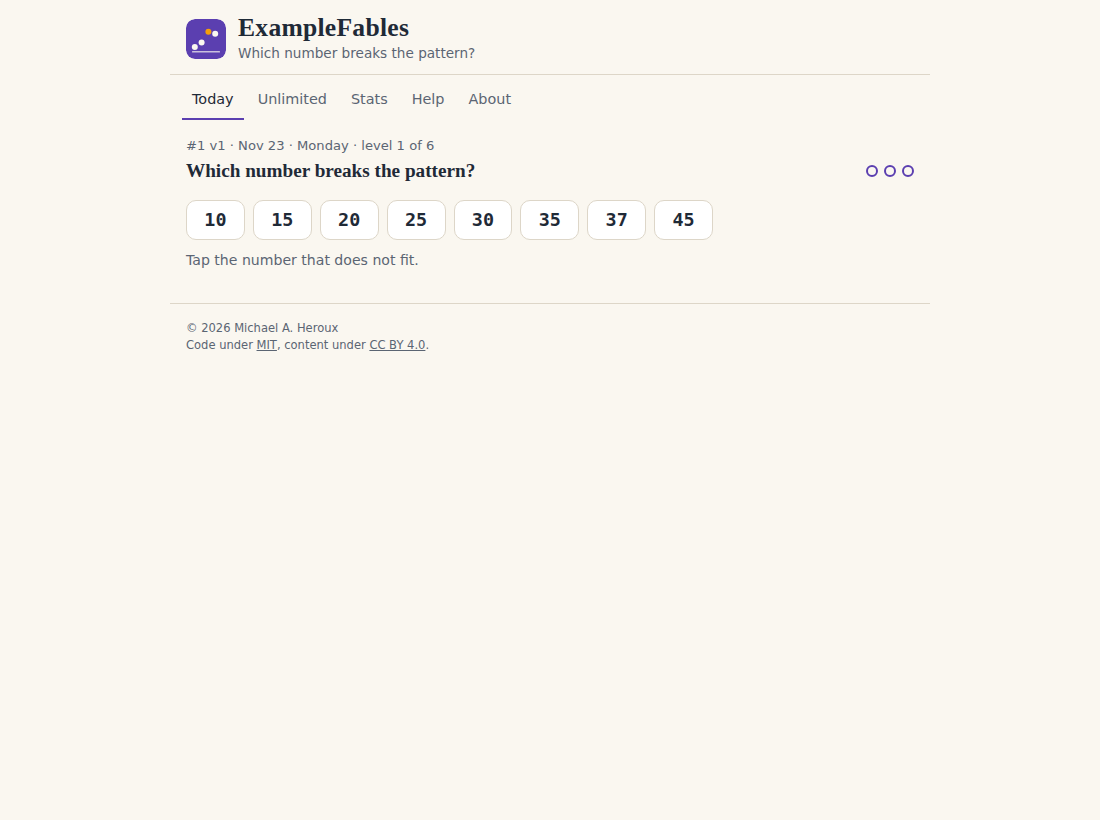 ExampleFables
Which number breaks the pattern?
Today Unlimited Stats Help About
#1 v1 · Nov 23 · Monday · level 1 of 6
Which number breaks the pattern?
10 15 20 25 30 35 37 45
Tap the number that does not fit.
© 2026 Michael A. Heroux
Code under MIT, content under CC BY 4.0.